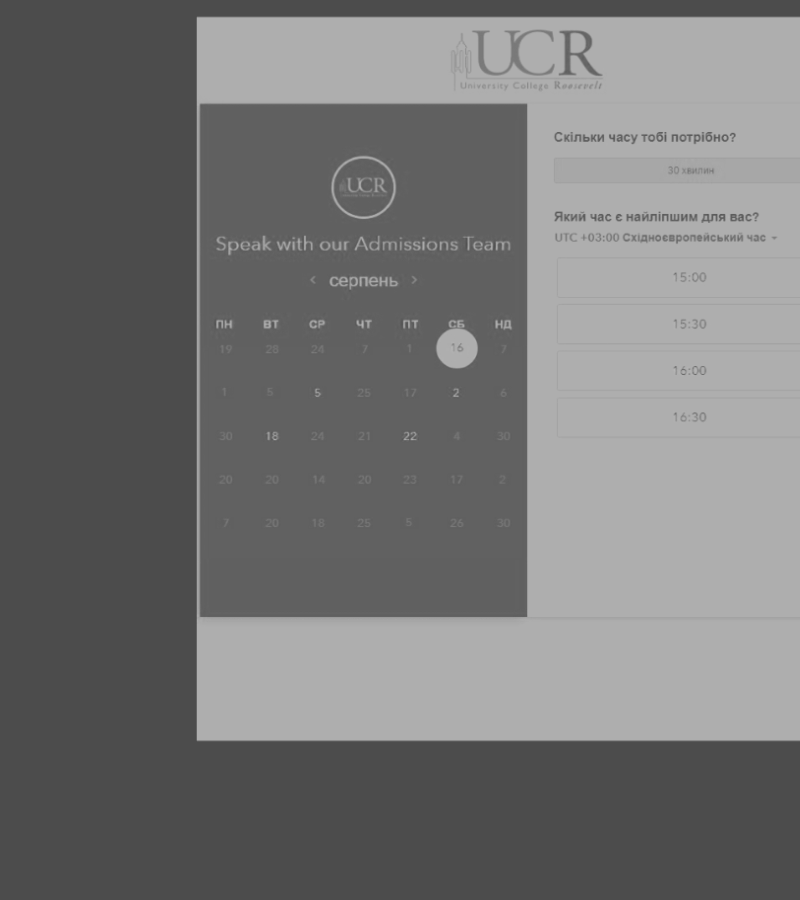 UCR
University College Roosevelt
UCR
Speak with our Admissions Team
< серпень >
ПН ВТ СР ЧТ ПТ СБ НД
19 28 24 7 1 16 7
1 5 5 25 17 2 6
30 18 24 21 22 4 30
20 20 14 20 23 17 2
7 20 18 25 5 26 30
Скільки часу тобі потрібно?
30 хвилин
Який час є найліпшим для вас?
UTC +03:00 Східноєвропейський час
15:00
15:30
16:00
16:30